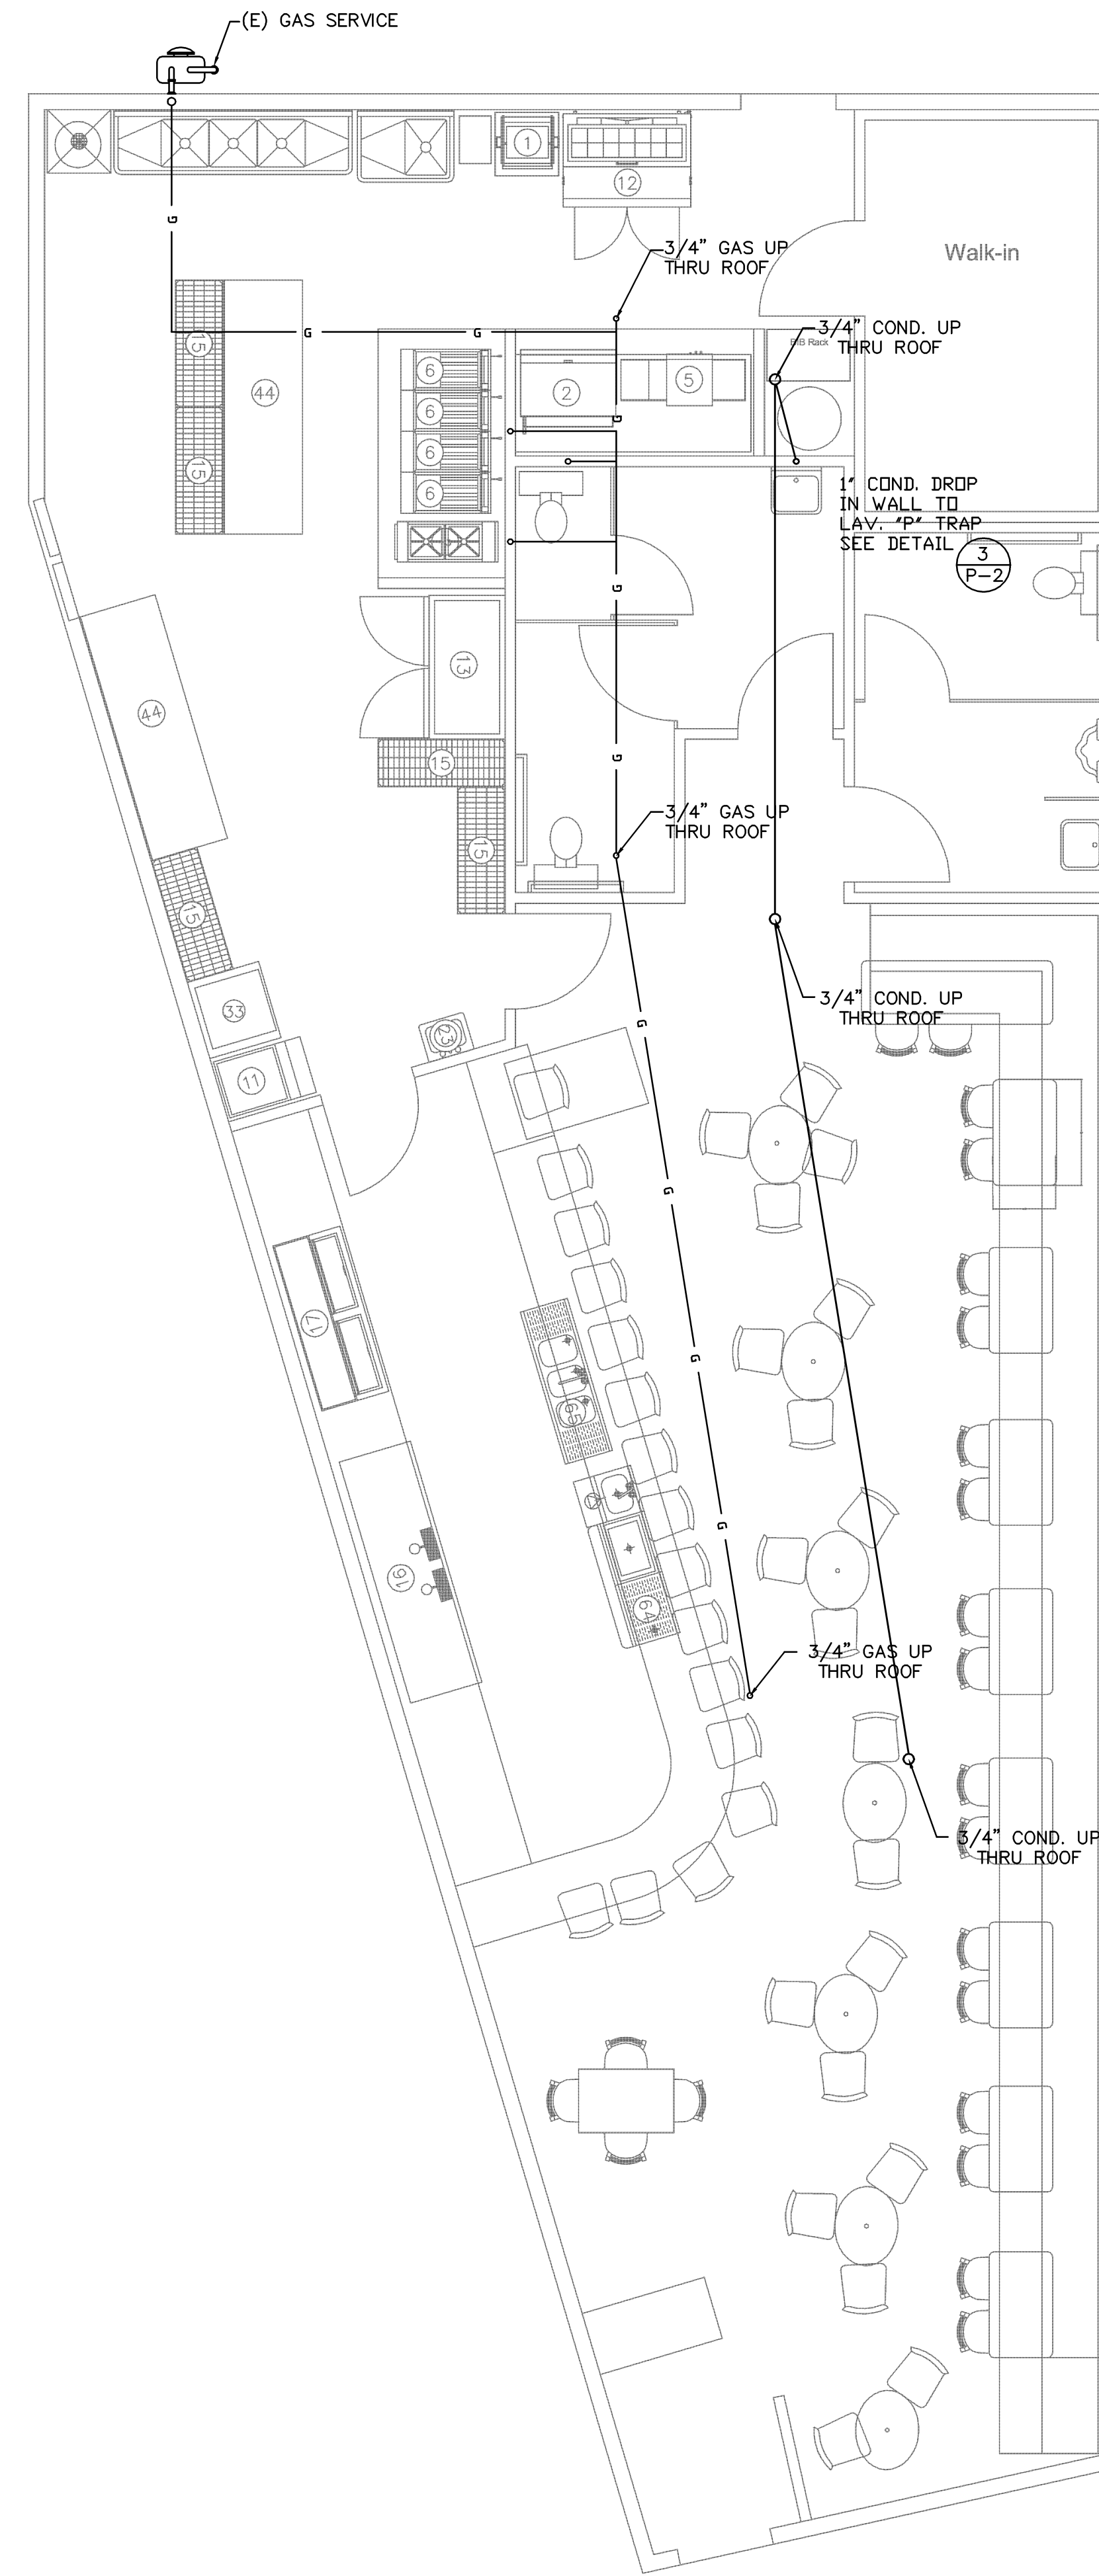 (E) GAS SERVICE
1
12
G
3/4" GAS UP
THRU ROOF
Walk-in
G
G
3/4" COND. UP
THRU ROOF
BIB Rack
15
44
6
6
6
6
2
5
G
15
1" COND. DROP
IN WALL TO
LAV. "P" TRAP
SEE DETAIL
3
P-2
G
13
44
G
15
3/4" GAS UP
THRU ROOF
15
15
3/4" COND. UP
THRU ROOF
33
23
G
11
G
17
G
65
16
G
64
3/4" GAS UP
THRU ROOF
3/4" COND. UP
THRU ROOF